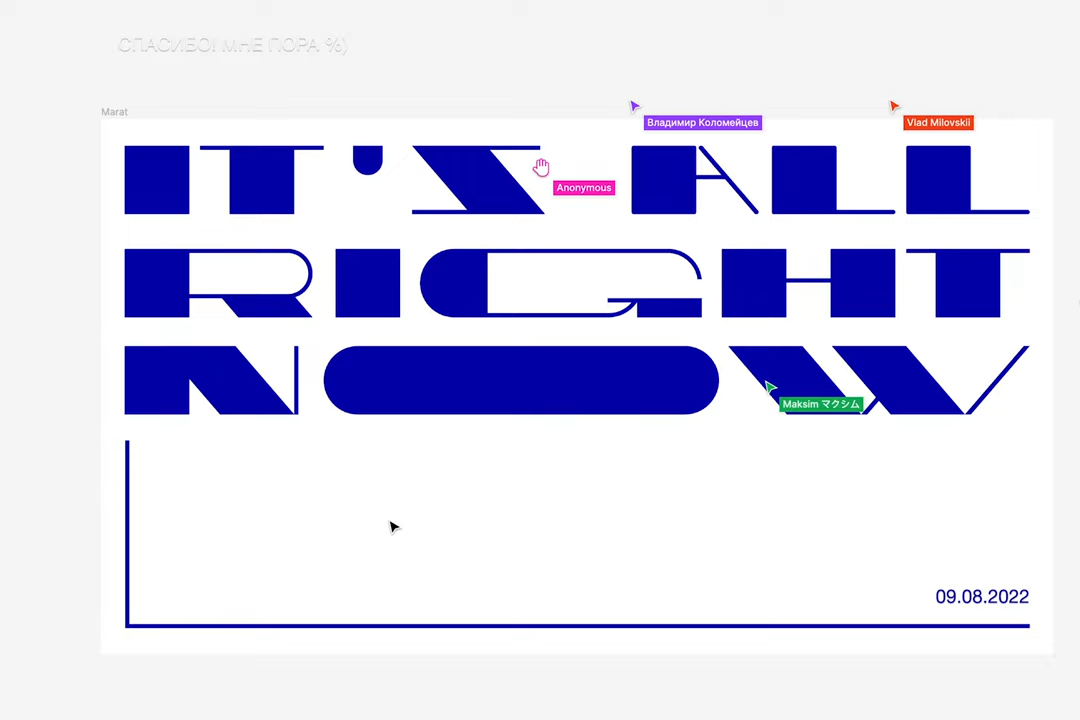 СПАСИБО! МНЕ ПОРА %)
Marat
Владимир Коломейцев
Vlad Milovskii
Anonymous
IT'S ALL
RIGHT
NOW
Maksim マクシム
09.08.2022